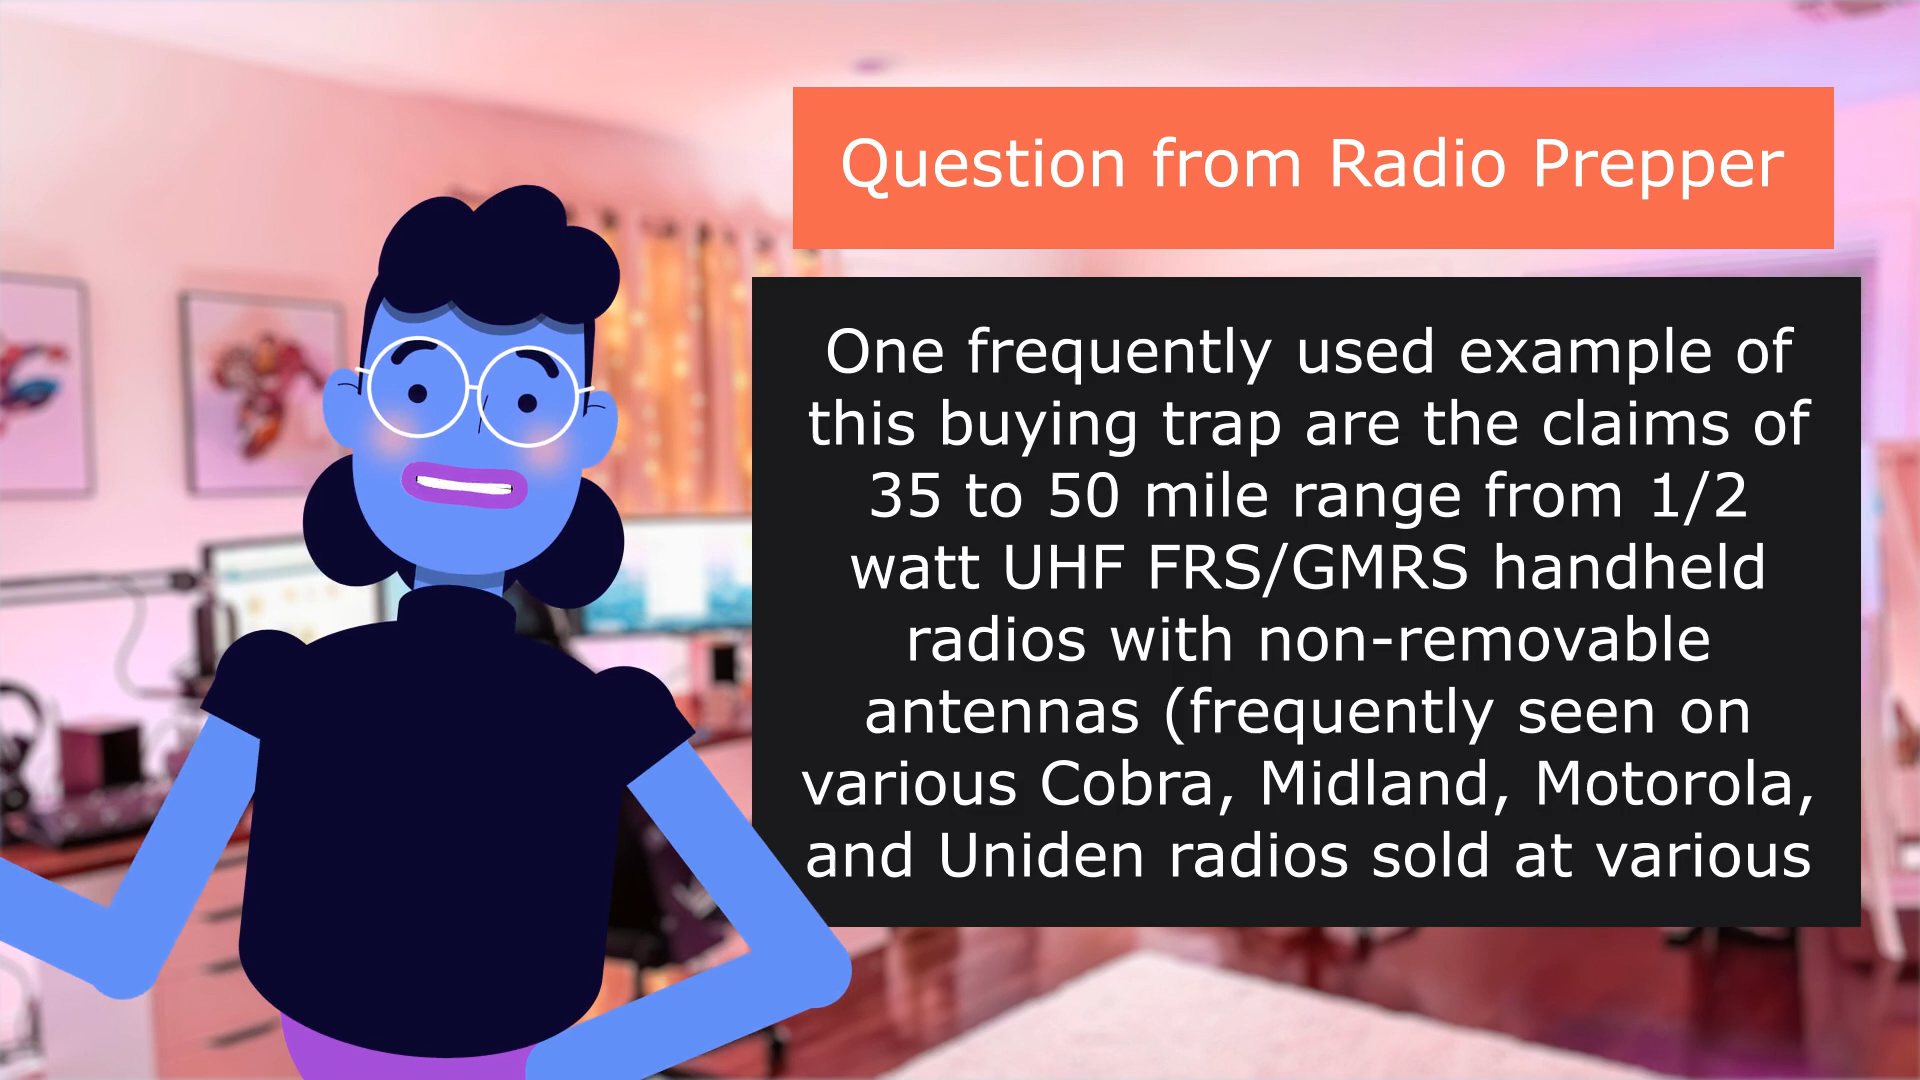 Question from Radio Prepper
One frequently used example of
this buying trap are the claims of
35 to 50 mile range from 1/2
watt UHF FRS/GMRS handheld
radios with non-removable
antennas (frequently seen on
various Cobra, Midland, Motorola,
and Uniden radios sold at various